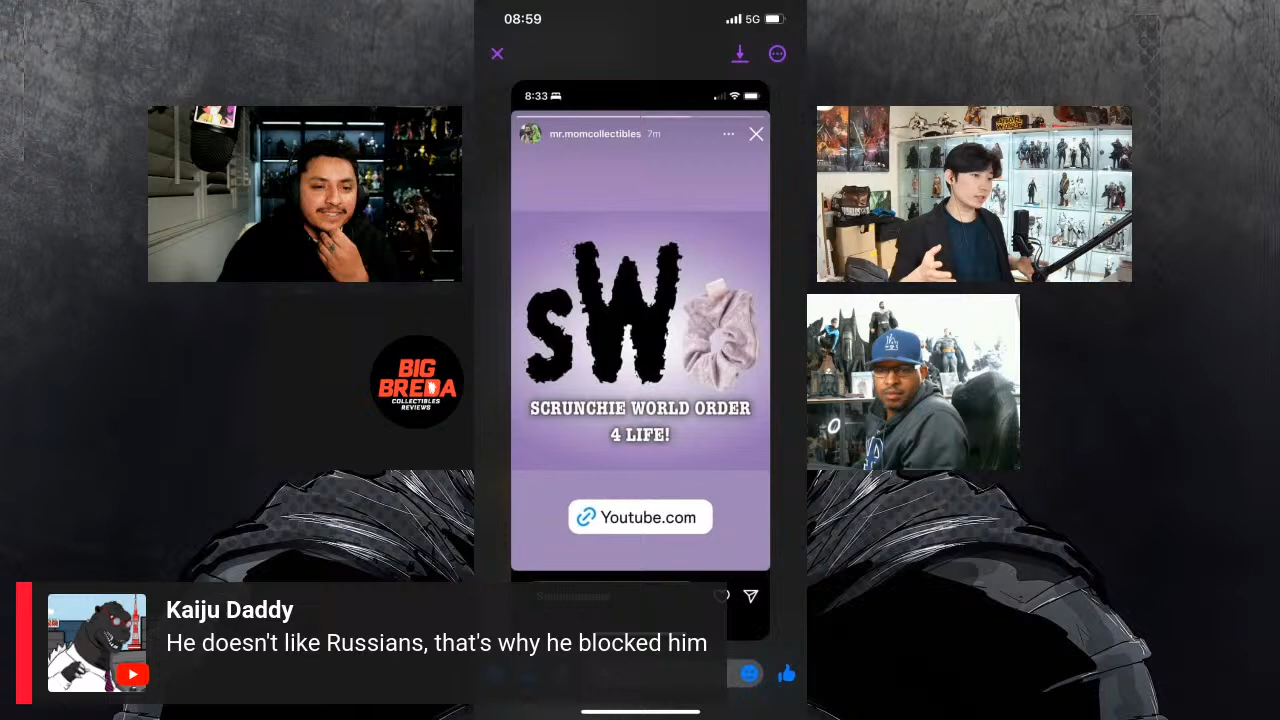 08:59
5G
8:33
mr.momcollectibles 7m
sW
SCRUNCHIE WORLD ORDER
4 LIFE!
Youtube.com
BIG
BREDA
COLLECTIBLES
REVIEWS
Kaiju Daddy
He doesn't like Russians, that's why he blocked him